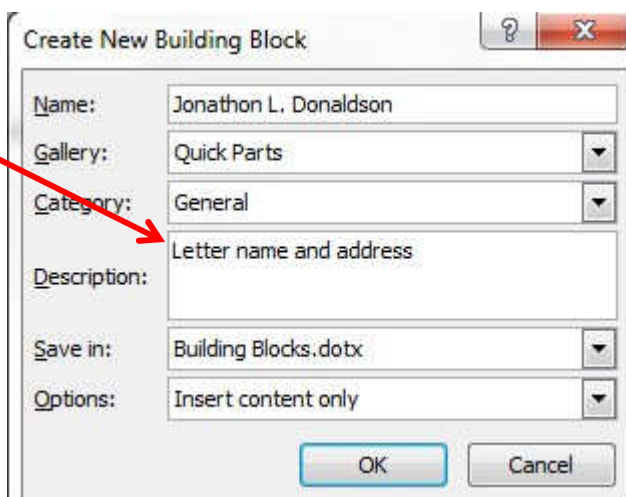 Create New Building Block
Name: Jonathon L. Donaldson
Gallery: Quick Parts
Category: General
Description: Letter name and address
Save in: Building Blocks.dotx
Options: Insert content only
OK Cancel